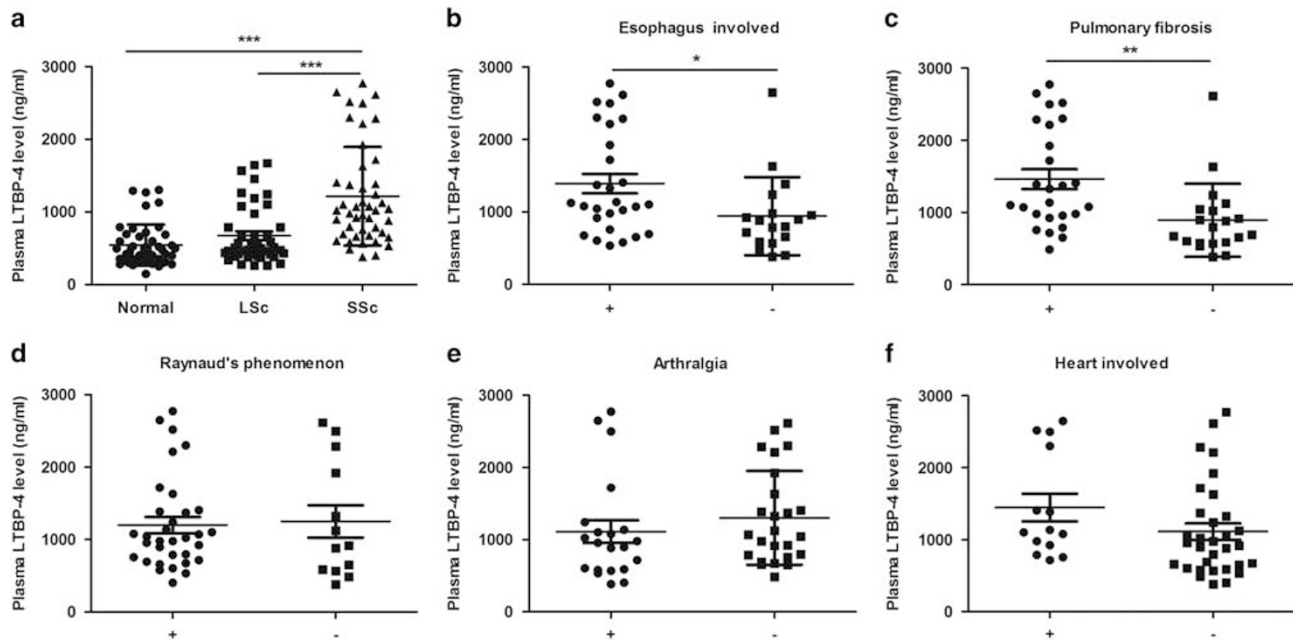 a
***
***
Plasma LTBP-4 level (ng/ml)
3000
2000
1000
0
Normal LSc SSc
b
Esophagus involved
*
Plasma LTBP-4 level (ng/ml)
3000
2000
1000
0
+ -
c
Pulmonary fibrosis
**
Plasma LTBP-4 level (ng/ml)
3000
2000
1000
0
+ -
d
Raynaud's phenomenon
Plasma LTBP-4 level (ng/ml)
3000
2000
1000
0
+ -
e
Arthralgia
Plasma LTBP-4 level (ng/ml)
3000
2000
1000
0
+ -
f
Heart involved
Plasma LTBP-4 level (ng/ml)
3000
2000
1000
0
+ -